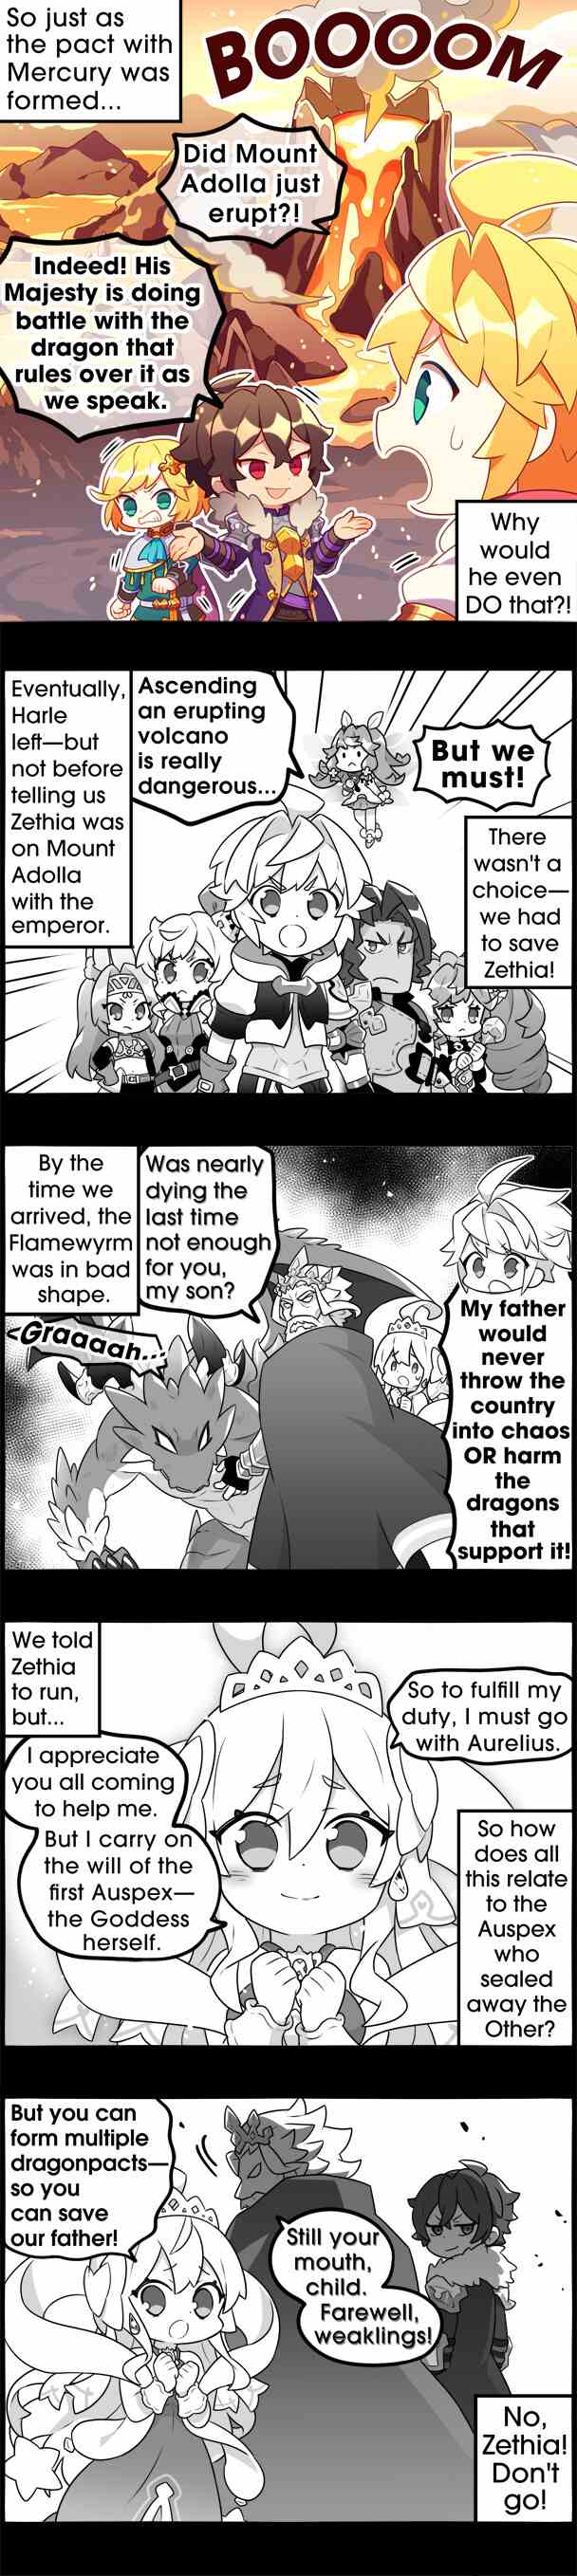 So just as
the pact with
Mercury was
formed...
BOOOOM
Did Mount
Adolla just
erupt?!
Indeed! His
Majesty is doing
battle with the
dragon that
rules over it as
we speak.
Why
would
he even
DO that?!
Eventually,
Harle
left—but
not before
telling us
Zethia was
on Mount
Adolla
with the
emperor.
Ascending
an erupting
volcano
is really
dangerous...
But we
must!
There
wasn't a
choice—
we had
to save
Zethia!
By the
time we
arrived, the
Flamewyrm
was in bad
shape.
Was nearly
dying the
last time
not enough
for you,
my son?
<Graaaah...
My father
would
never
throw the
country
into chaos
OR harm
the
dragons
that
support it!
We told
Zethia
to run,
but...
I appreciate
you all coming
to help me.
But I carry on
the will of the
first Auspex—
the Goddess
herself.
So to fulfill my
duty, I must go
with Aurelius.
So how
does all
this relate
to the
Auspex
who
sealed
away the
Other?
But you can
form multiple
dragonpacts—
so you
can save
our father!
Still your
mouth,
child.
Farewell,
weaklings!
No,
Zethia!
Don't
go!